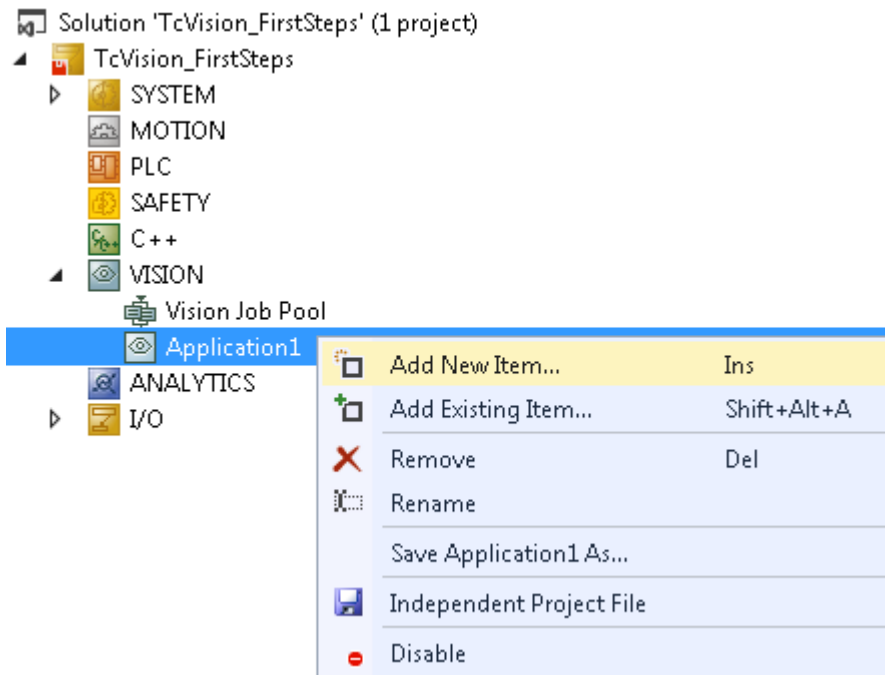 Solution 'TcVision_FirstSteps' (1 project)
TcVision_FirstSteps
SYSTEM
MOTION
PLC
SAFETY
C++
VISION
Vision Job Pool
Application1
ANALYTICS
I/O
Add New Item... Ins
Add Existing Item... Shift+Alt+A
Remove Del
Rename
Save Application1 As...
Independent Project File
Disable